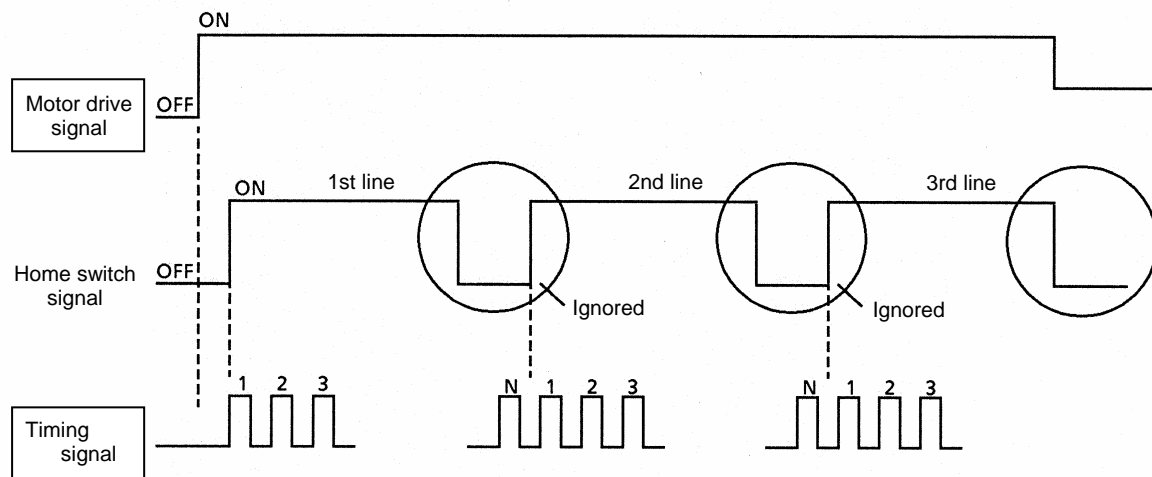 ON
OFF
Motor drive
signal
ON
1st line
2nd line
3rd line
OFF
Home switch
signal
Ignored
Ignored
1 2 3
N 1 2 3
N 1 2 3
Timing
signal